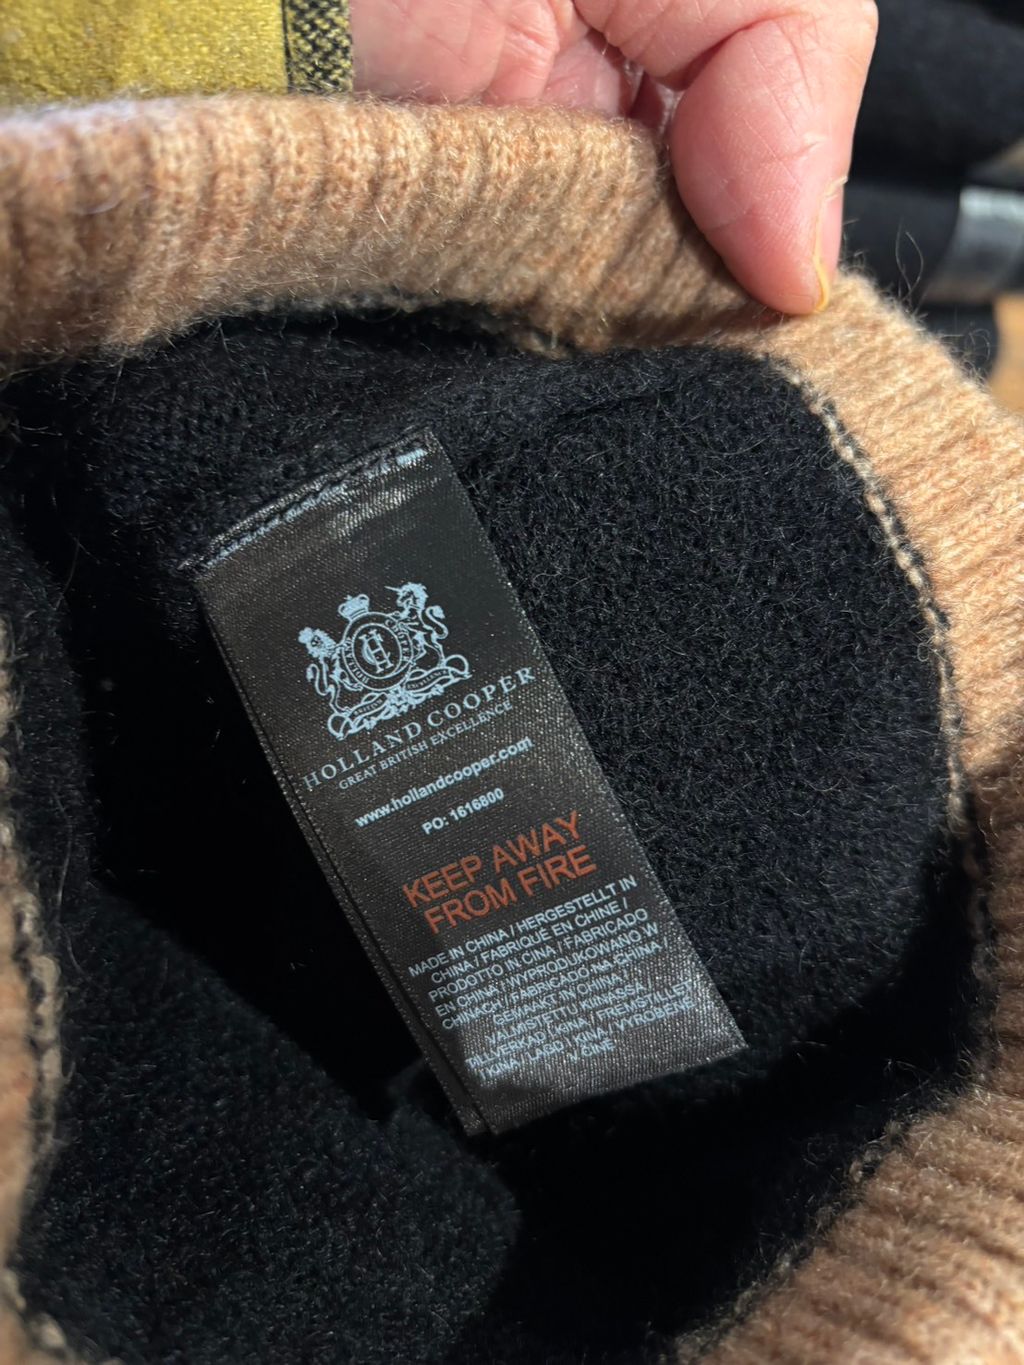 HC
HOLLAND COOPER
GREAT BRITISH EXCELLENCE
www.hollandcooper.com
PO: 1616800
KEEP AWAY
FROM FIRE
MADE IN CHINA / HERGESTELLT IN
CHINA / FABRIQUÉ EN CHINE /
PRODOTTO IN CINA / FABRICADO
EN CHINA / WYPRODUKOWANO W
CHINACH / FABRICADO NA CHINA /
GEMAAKT IN CHINA /
VALMISTETTU KIINASSA
TILLVERKAD I KINA / FREMSTILLET
I KINA / LAGD I KINA / VYROBENÉ
V ČÍNE